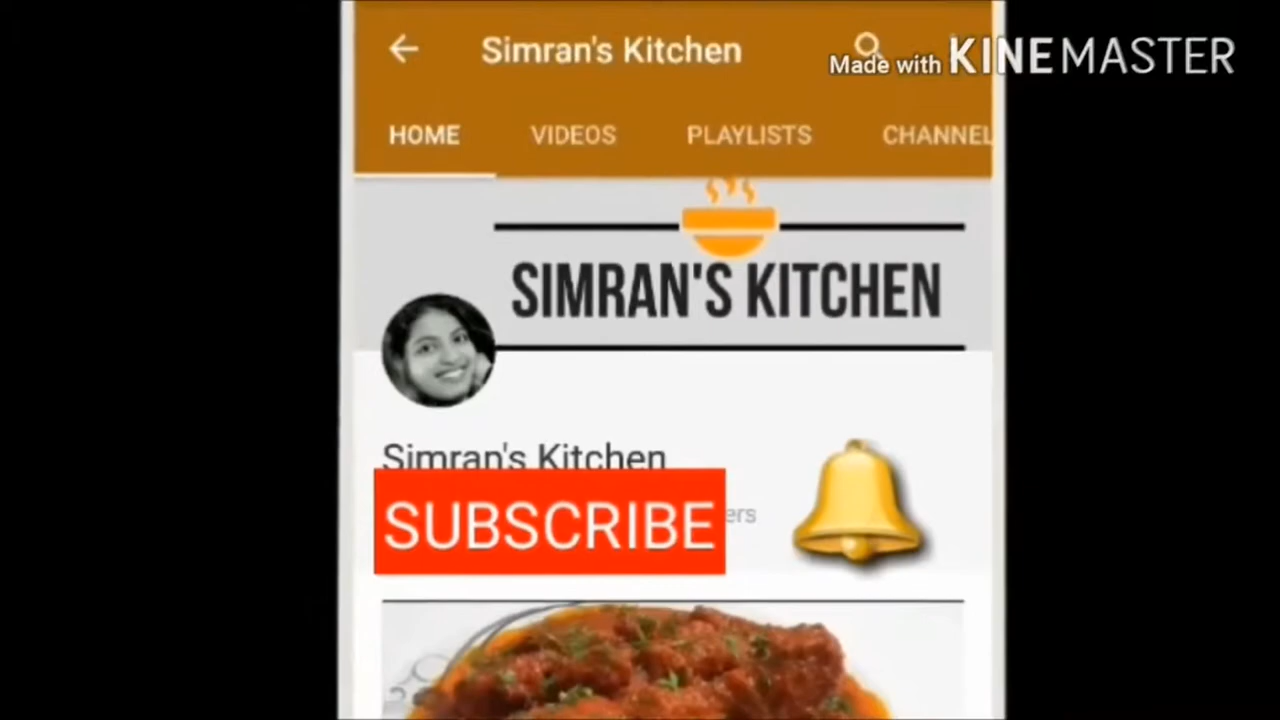 Simran's Kitchen
Made with KINEMASTER
HOME VIDEOS PLAYLISTS CHANNEL
SIMRAN'S KITCHEN
Simran's Kitchen
SUBSCRIBE